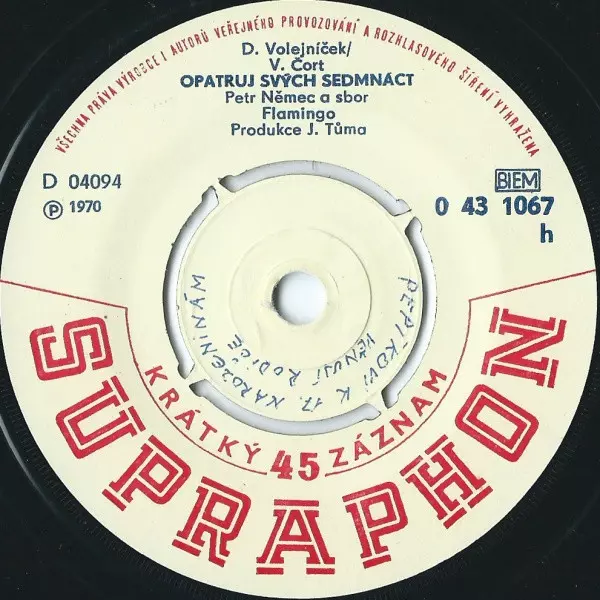 VŠECHNA PRÁVA VÝROBCE I AUTORŮ VEŘEJNÉHO PROVOZOVÁNÍ A ROZHLASOVÉHO ŠÍŘENÍ VYHRAŽENA
D. Volejníček/
V. Čort
OPATRUJ SVÝCH SEDMNÁCT
Petr Němec a sbor
Flamingo
Produkce J. Tůma
D 04094
Ⓟ 1970
BIEM
0 43 1067
h
PEPÍKOVI K 17. NAROZENINÁM
VĚNUJÍ RODIČE
KRÁTKÝ 45 ZÁZNAM
SUPRAPHON